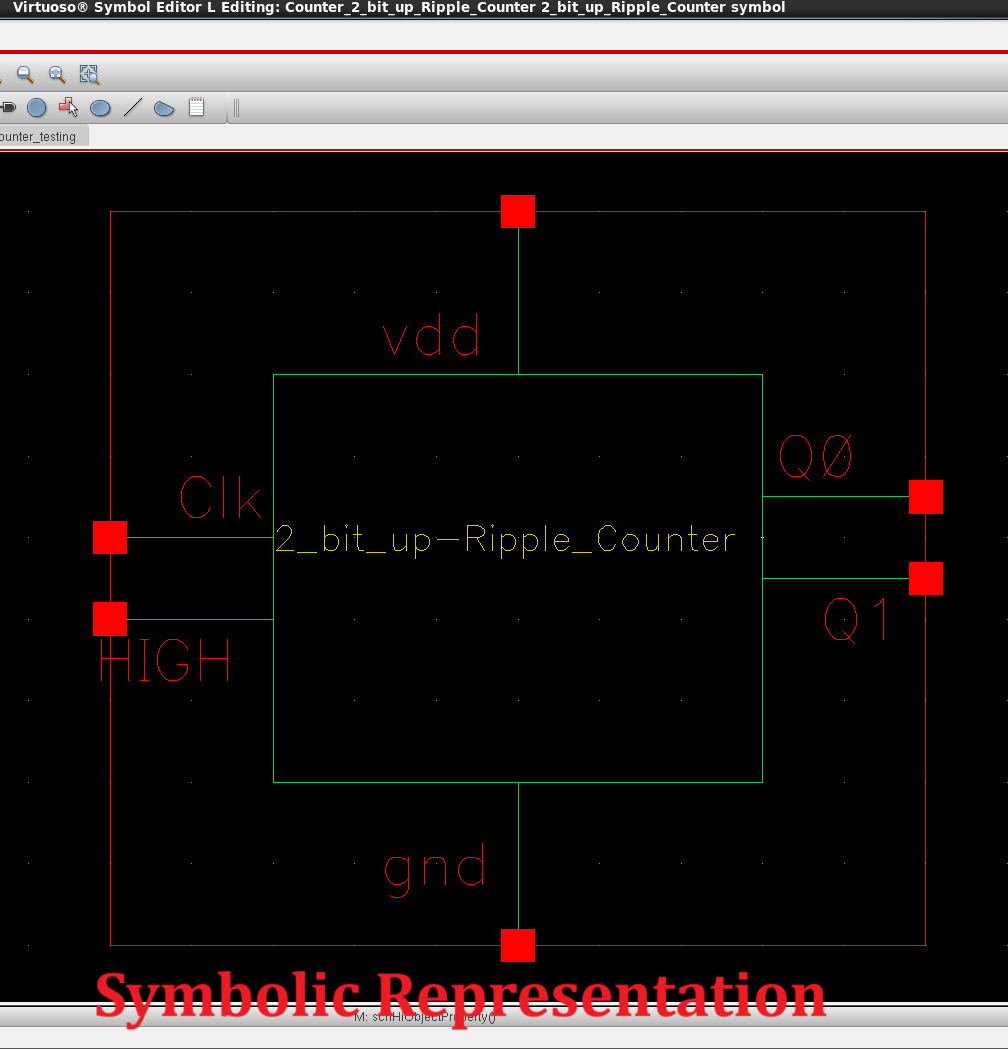 Virtuoso® Symbol Editor L Editing: Counter_2_bit_up_Ripple_Counter 2_bit_up_Ripple_Counter symbol
ounter_testing
vdd
Q0
Clk
2_bit_up-Ripple_Counter
Q1
HIGH
gnd
Symbolic Representation
M: schHiObjectProperty()